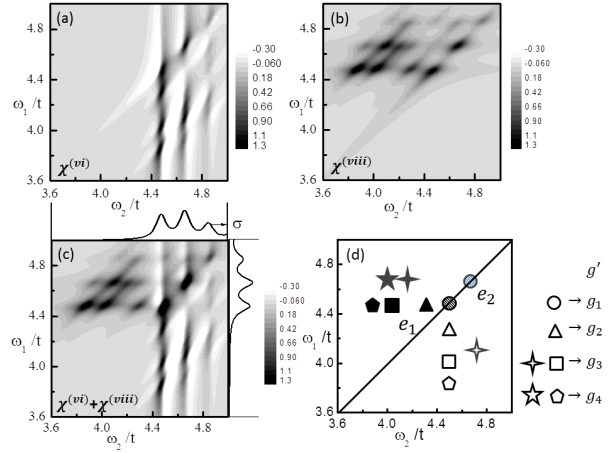 (a)
4.8
4.4
ω₁/t
4.0
3.6
3.6 4.0 4.4 4.8
ω₂/t
χ^(vi)
-0.30
-0.060
0.18
0.42
0.66
0.90
1.1
1.3
(b)
4.8
4.4
ω₁/t
4.0
3.6
3.6 4.0 4.4 4.8
ω₂/t
χ^(viii)
-0.30
-0.060
0.18
0.42
0.66
0.90
1.1
1.3
σ
(c)
4.8
4.4
ω₁/t
4.0
3.6
3.6 4.0 4.4 4.8
ω₂/t
χ^(vi)+χ^(viii)
-0.30
-0.060
0.18
0.42
0.66
0.90
1.1
1.3
(d)
4.8
4.4
ω₁/t
4.0
3.6
3.6 4.0 4.4 4.8
ω₂/t
e₁
e₂
g'
→ g₁
→ g₂
→ g₃
→ g₄